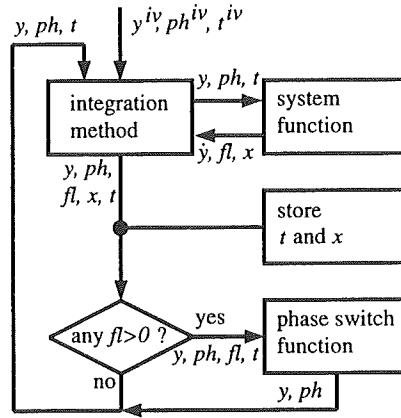 y, ph, t
y^{iv}, ph^{iv}, t^{iv}
integration
method
y, ph, t
ẏ, fl, x
system
function
y, ph,
fl, x, t
store
t and x
any fl>0 ?
yes
y, ph, fl, t
phase switch
function
no
y, ph